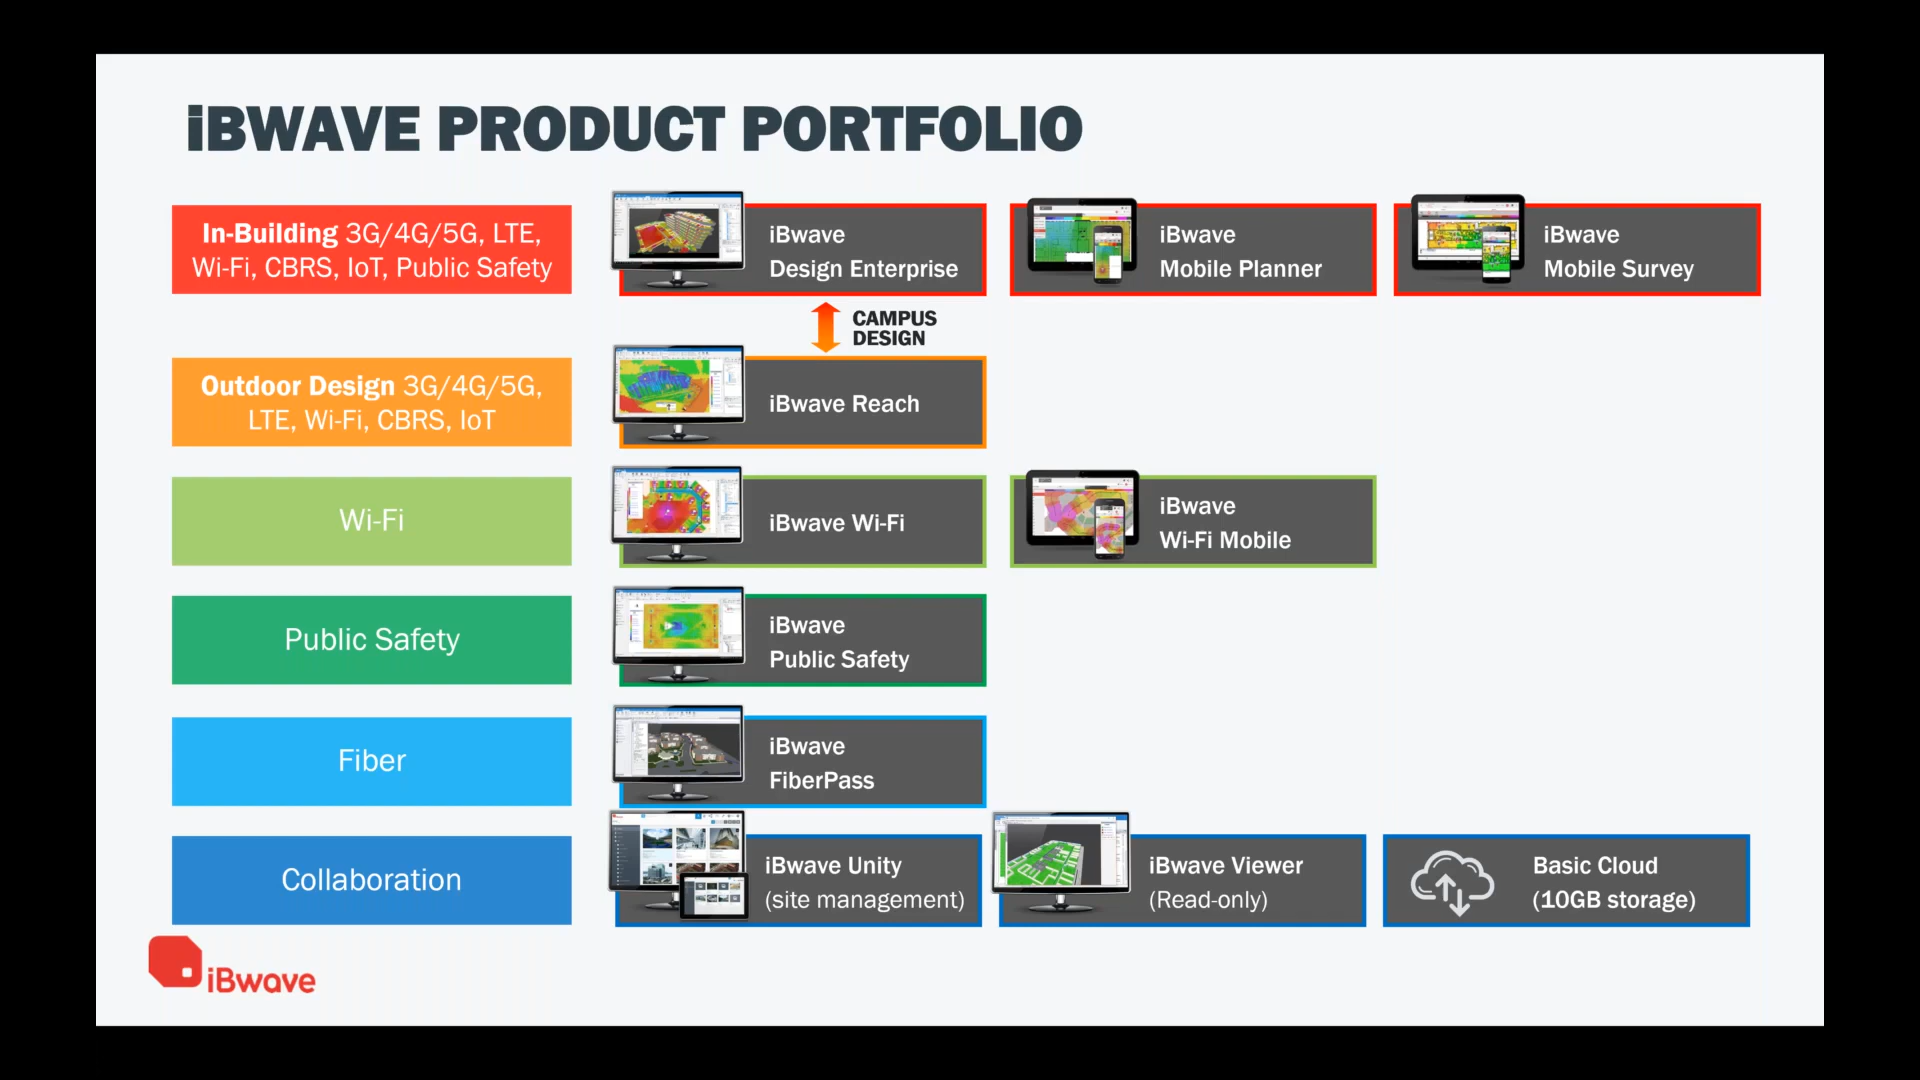 iBWAVE PRODUCT PORTFOLIO
In-Building 3G/4G/5G, LTE,
Wi-Fi, CBRS, IoT, Public Safety
iBwave
Design Enterprise
iBwave
Mobile Planner
iBwave
Mobile Survey
CAMPUS
DESIGN
Outdoor Design 3G/4G/5G,
LTE, Wi-Fi, CBRS, IoT
iBwave Reach
Wi-Fi
iBwave Wi-Fi
iBwave
Wi-Fi Mobile
Public Safety
iBwave
Public Safety
Fiber
iBwave
FiberPass
Collaboration
iBwave Unity
(site management)
iBwave Viewer
(Read-only)
Basic Cloud
(10GB storage)
iBwave